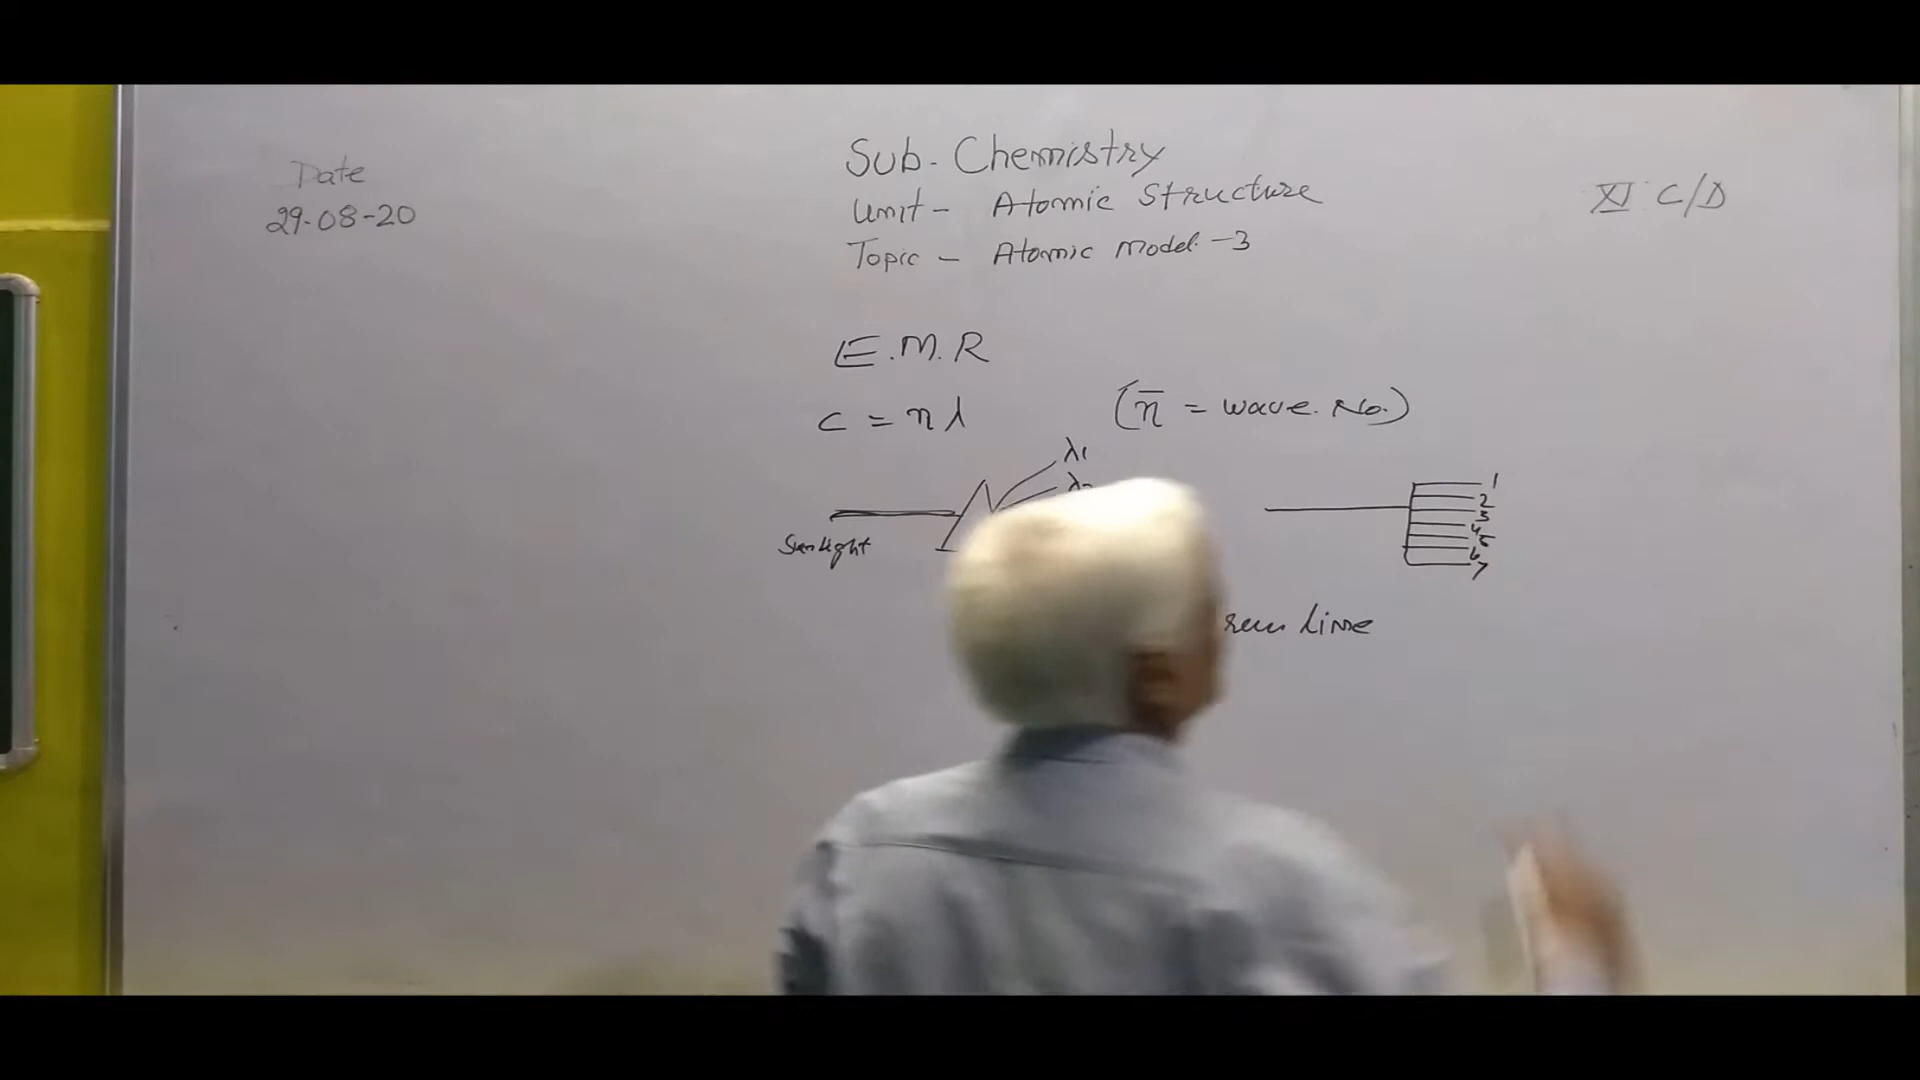 Date
29-08-20
Sub. Chemistry
Unit - Atomic Structure
Topic - Atomic Model -3
XI C/D
E.M.R
c = n λ
(n̅ = wave. No.)
λ1
Sunlight
1
2
3
4
5
6
7
line